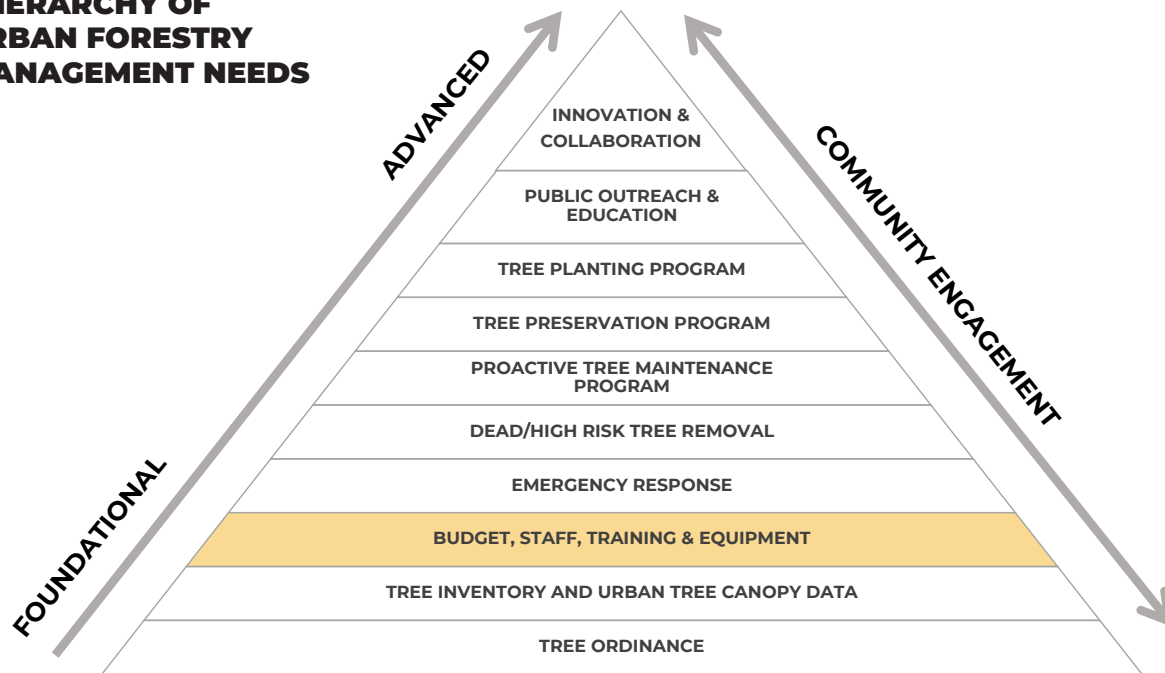 IERARCHY OF
RBAN FORESTRY
ANAGEMENT NEEDS
ADVANCED
FOUNDATIONAL
COMMUNITY ENGAGEMENT
INNOVATION &
COLLABORATION
PUBLIC OUTREACH &
EDUCATION
TREE PLANTING PROGRAM
TREE PRESERVATION PROGRAM
PROACTIVE TREE MAINTENANCE
PROGRAM
DEAD/HIGH RISK TREE REMOVAL
EMERGENCY RESPONSE
BUDGET, STAFF, TRAINING & EQUIPMENT
TREE INVENTORY AND URBAN TREE CANOPY DATA
TREE ORDINANCE